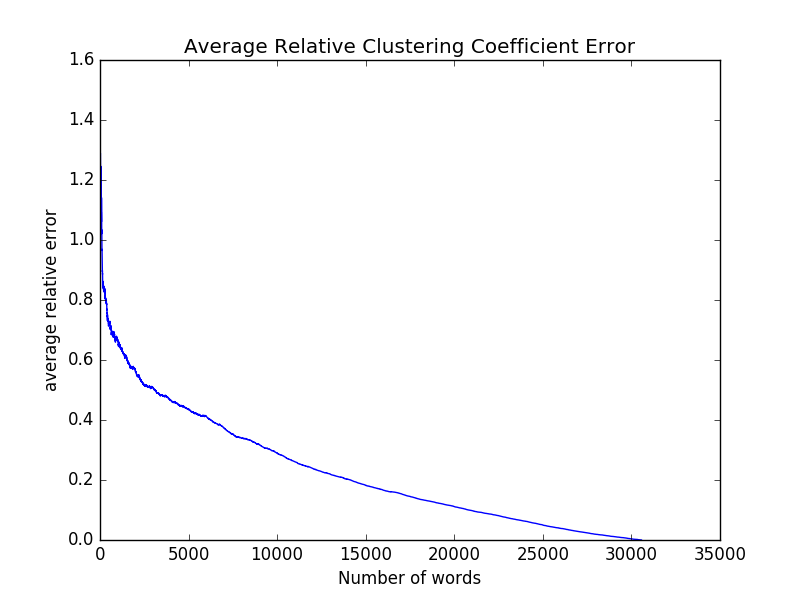 Average Relative Clustering Coefficient Error
1.6
1.4
1.2
1.0
0.8
0.6
0.4
0.2
0.0
average relative error
0 5000 10000 15000 20000 25000 30000 35000
Number of words